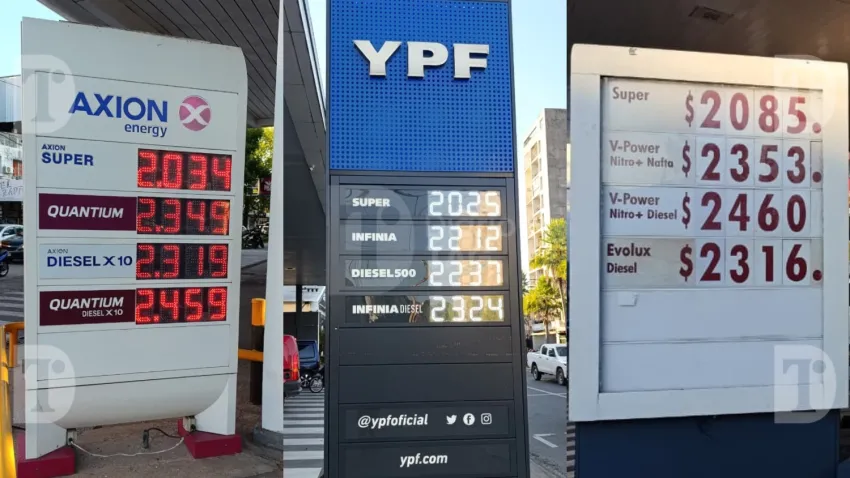 AXION
energy
AXION
SUPER 2.034
QUANTIUM 2.349
AXION
DIESEL X10 2.319
QUANTIUM
DIESEL X10 2.459
YPF
SUPER 2025
INFINIA 2212
DIESEL500 2237
INFINIA DIESEL 2324
@ypfoficial
ypf.com
Super $2085.
V-Power
Nitro+ Nafta $2353.
V-Power
Nitro+ Diesel $2460
Evolux
Diesel $2316.